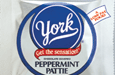 York
Get the sensation!
PEPPERMINT
PATTIE